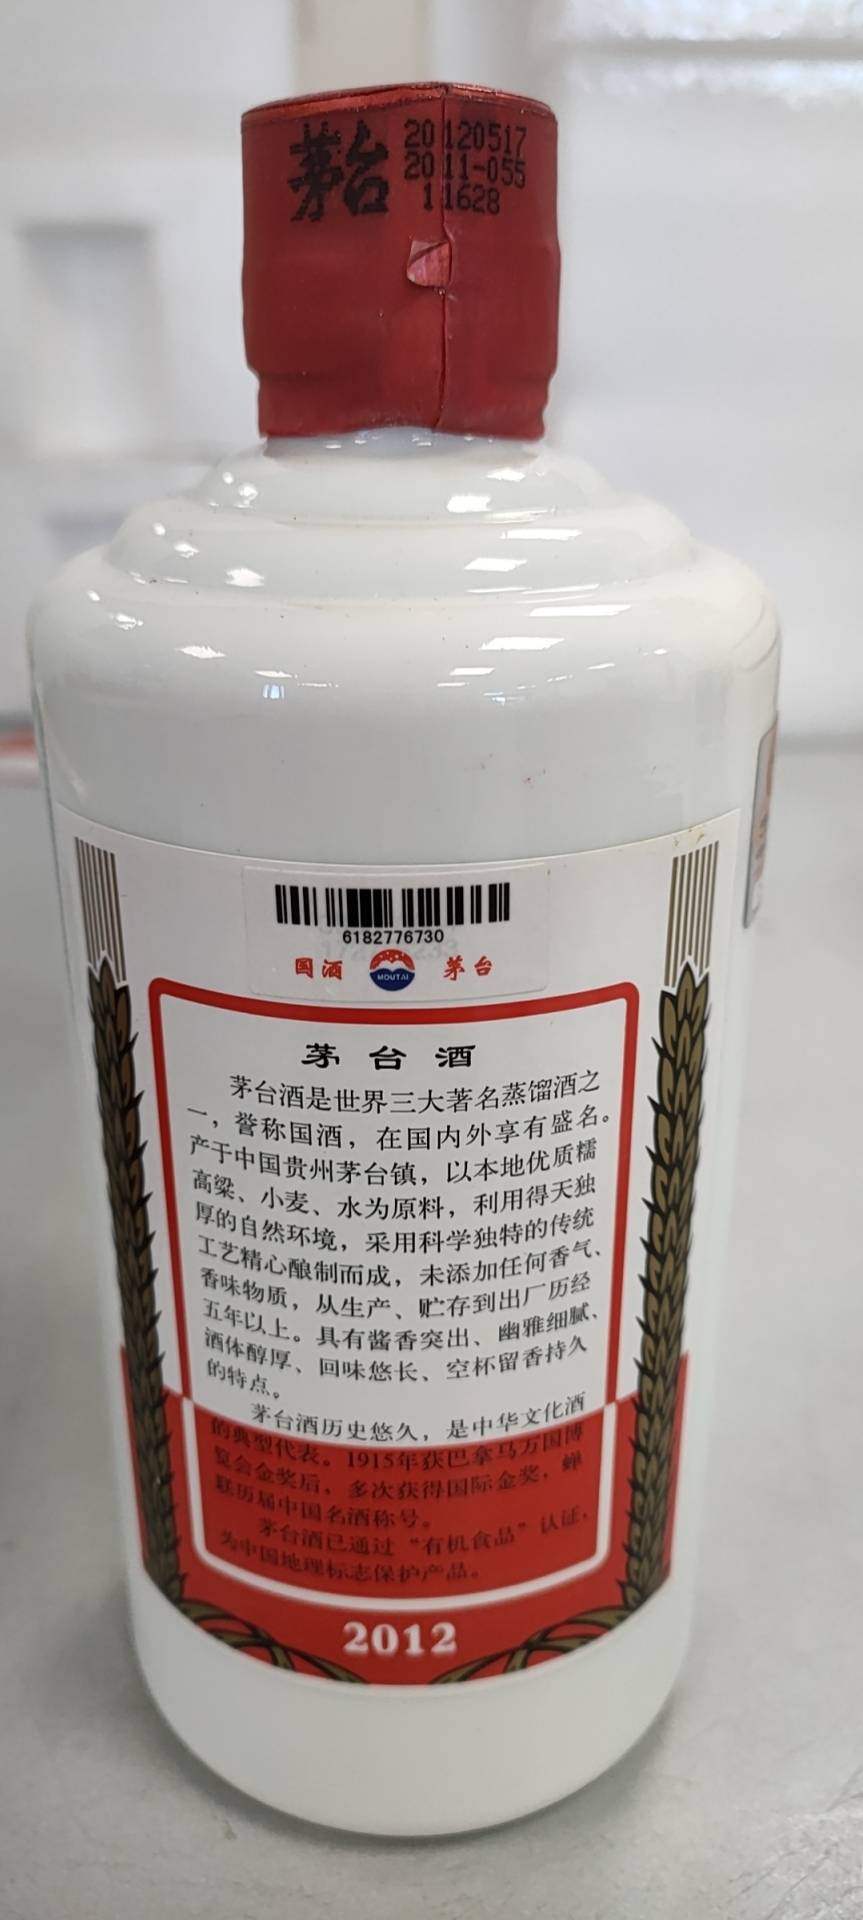 茅台
20120517
2011-055
11628
6182776730
国酒
MOUTAI
茅台
茅台酒
茅台酒是世界三大著名蒸馏酒之
一，誉称国酒，在国内外享有盛名。
产于中国贵州茅台镇，以本地优质糯
高粱、小麦、水为原料，利用得天独
厚的自然环境，采用科学独特的传统
工艺精心酿制而成，未添加任何香气、
香味物质，从生产、贮存到出厂历经
五年以上。具有酱香突出、幽雅细腻、
酒体醇厚、回味悠长、空杯留香持久
的特点。
茅台酒历史悠久，是中华文化酒
的典型代表。1915年获巴拿马万国博
览会金奖后，多次获得国际金奖，蝉
联历届中国名酒称号。
茅台酒已通过“有机食品”认证，
为中国地理标志保护产品。
2012